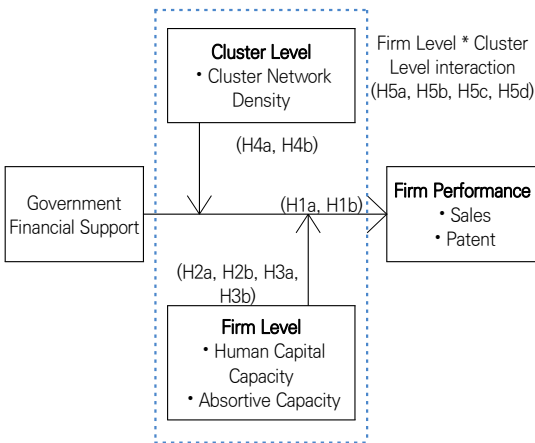 Cluster Level
• Cluster Network
Density
Firm Level * Cluster
Level interaction
(H5a, H5b, H5c, H5d)
(H4a, H4b)
Government
Financial Support
(H1a, H1b)
Firm Performance
• Sales
• Patent
(H2a, H2b, H3a,
H3b)
Firm Level
• Human Capital
Capacity
• Absortive Capacity